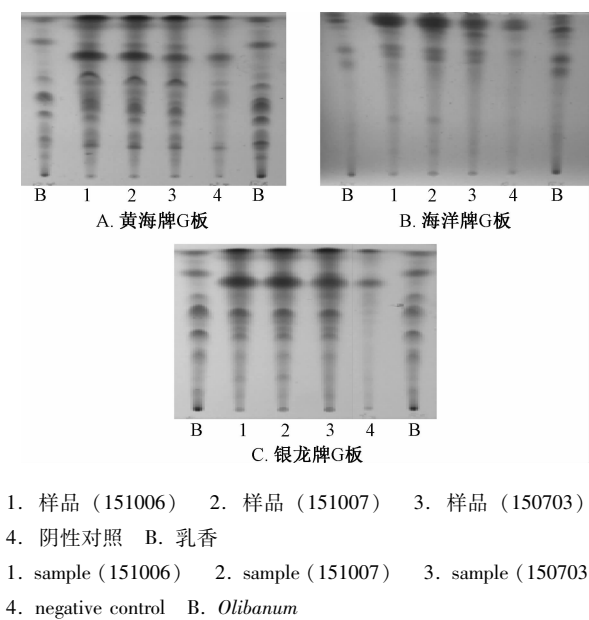 B 1 2 3 4 B
A. 黄海牌G板
B 1 2 3 4 B
B. 海洋牌G板
B 1 2 3 4 B
C. 银龙牌G板
1. 样品 (151006) 2. 样品 (151007) 3. 样品 (150703)
4. 阴性对照 B. 乳香
1. sample (151006) 2. sample (151007) 3. sample (150703
4. negative control B. Olibanum